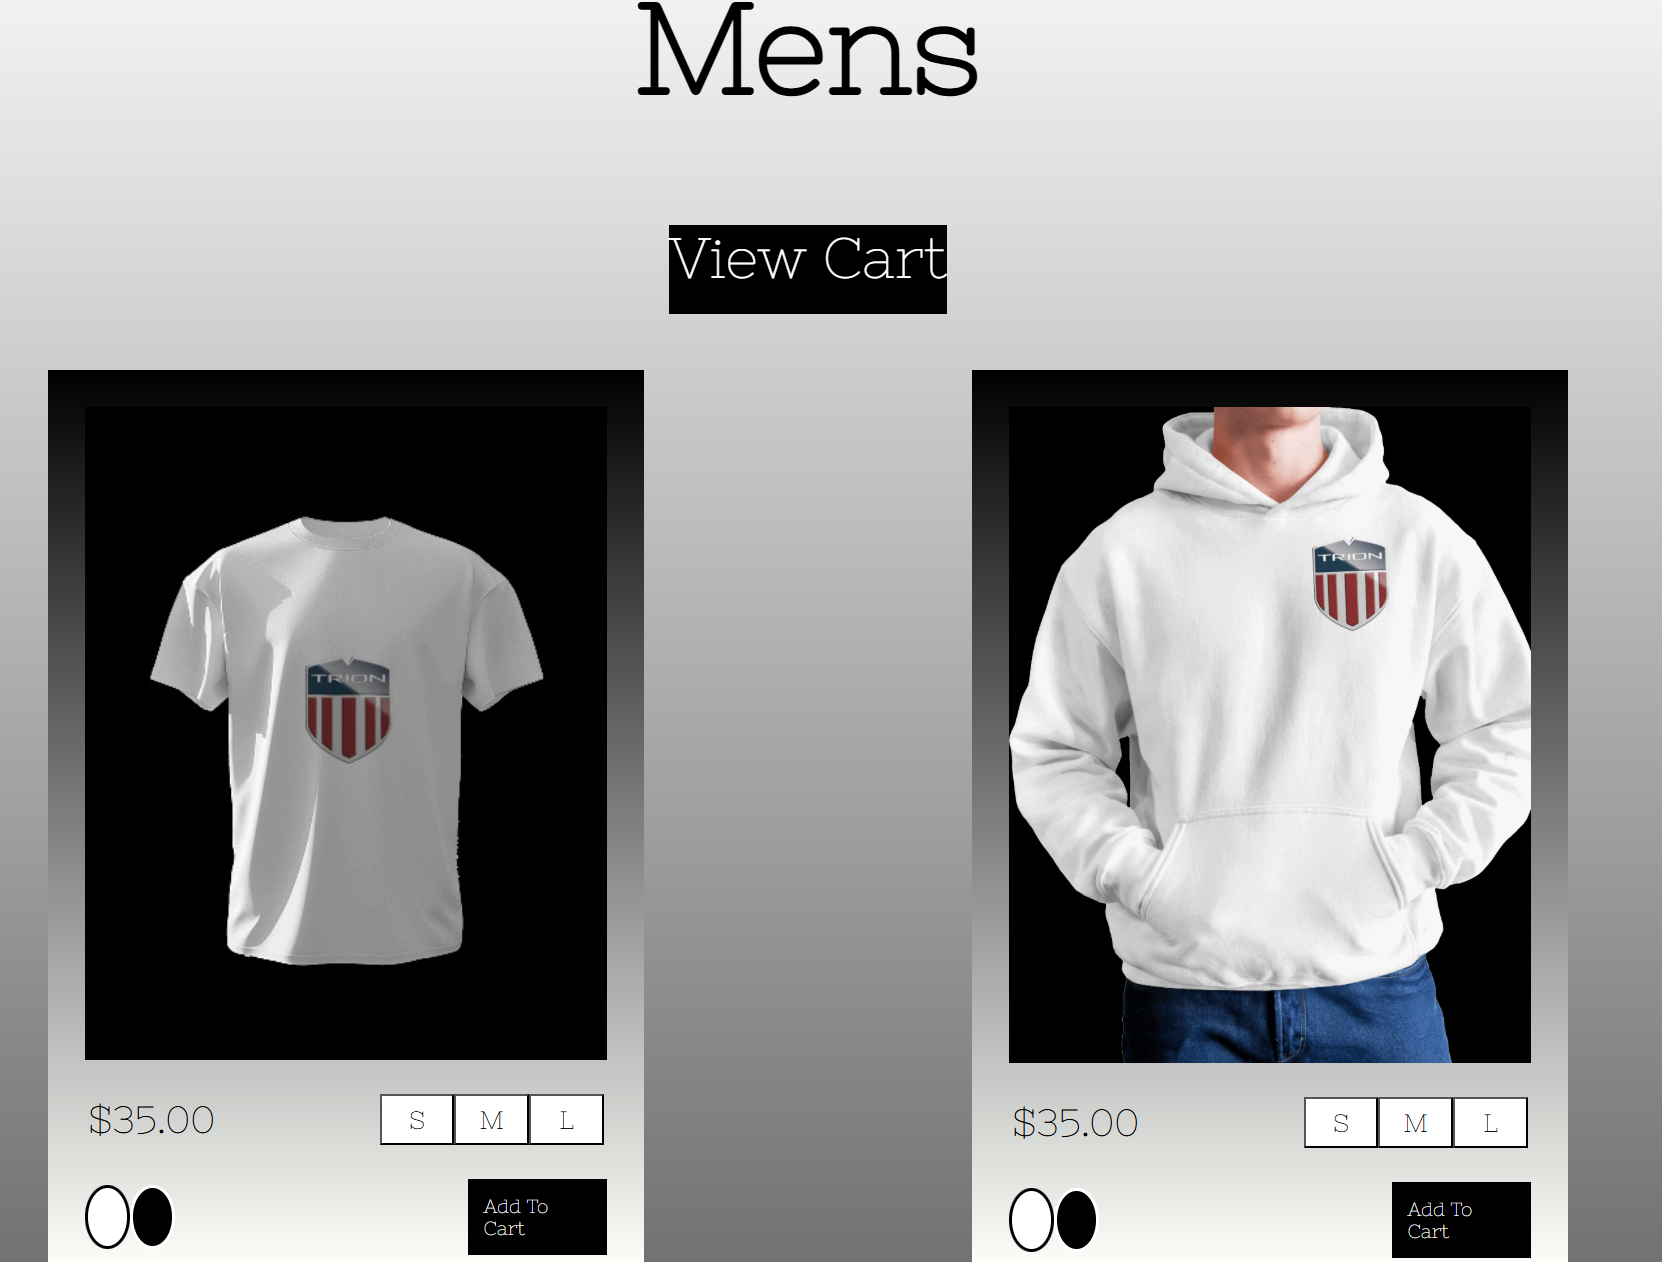 Mens
View Cart
TRION
TRION
$35.00
S M L
$35.00
S M L
Add To
Cart
Add To
Cart